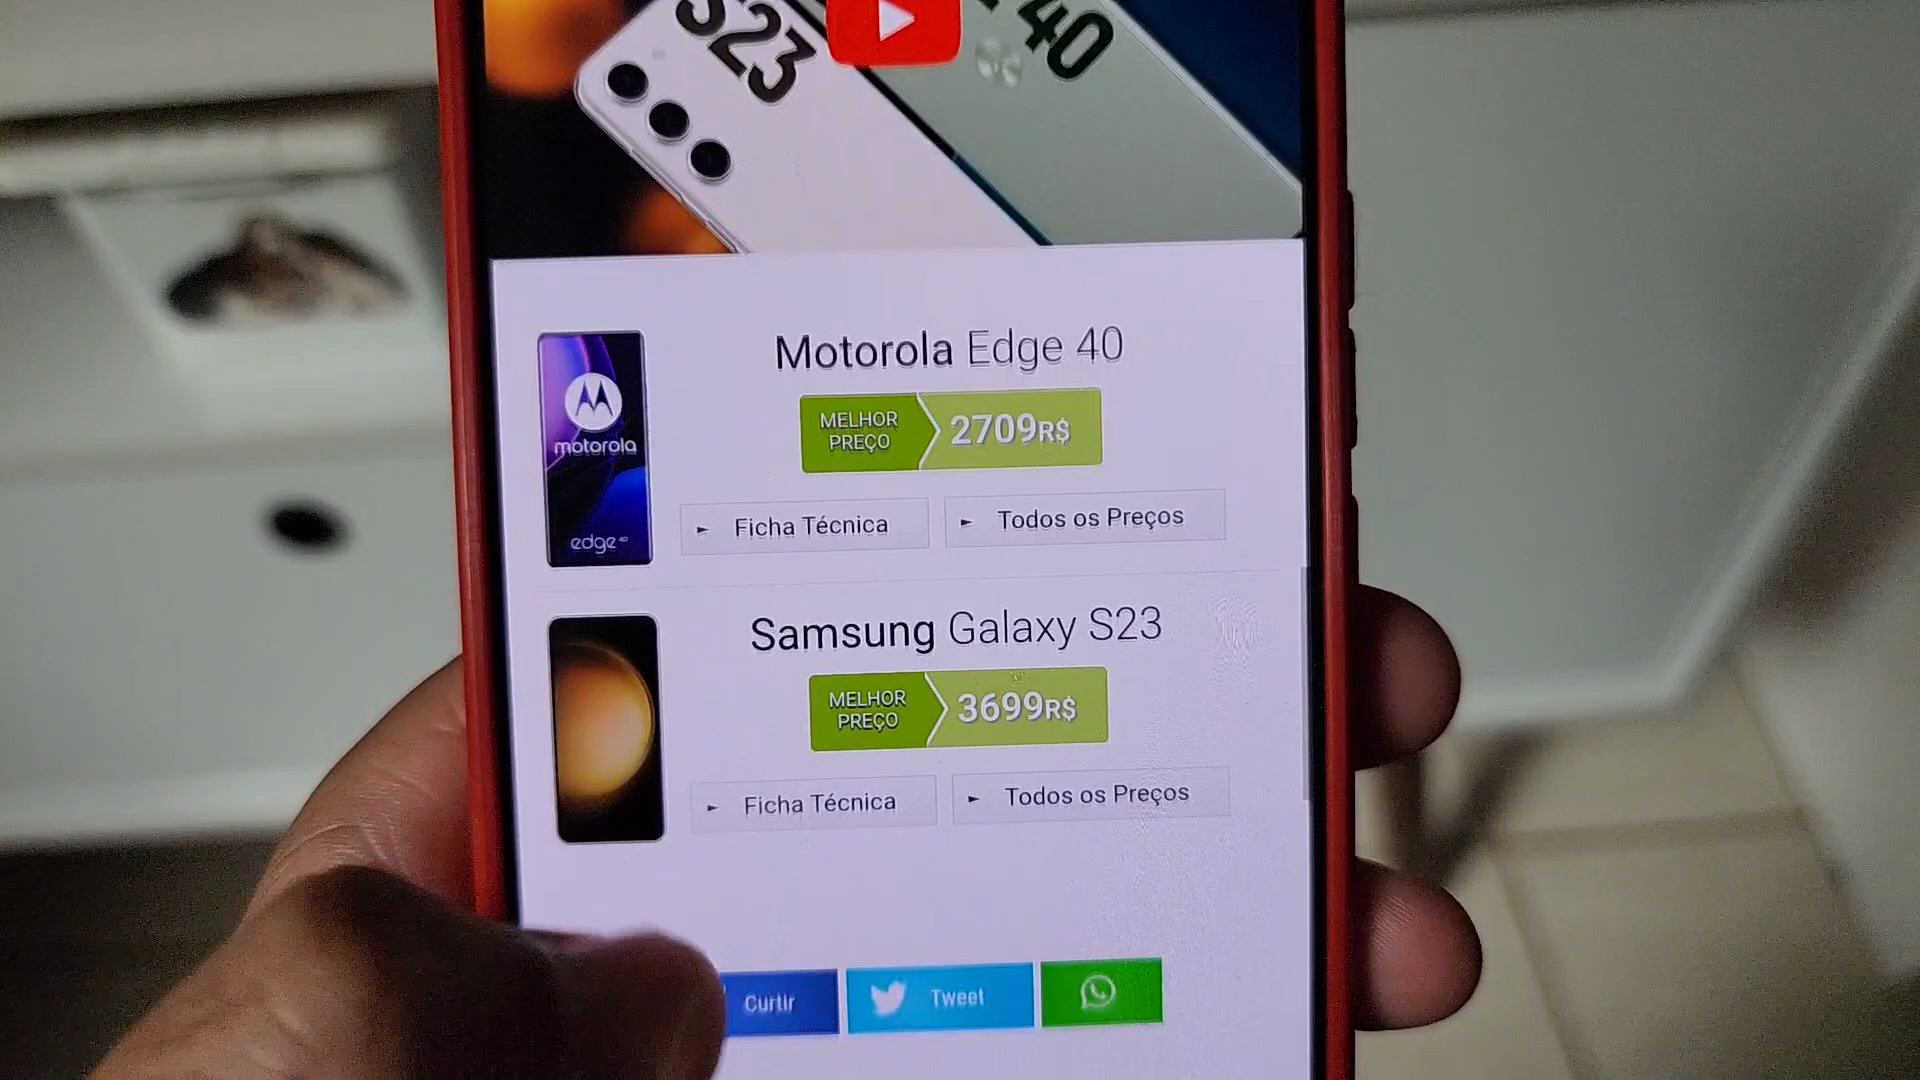 S23
40
Motorola Edge 40
MELHOR PREÇO
2709R$
motorola
edge 40
Ficha Técnica
Todos os Preços
Samsung Galaxy S23
MELHOR PREÇO
3699R$
Ficha Técnica
Todos os Preços
Curtir
Tweet